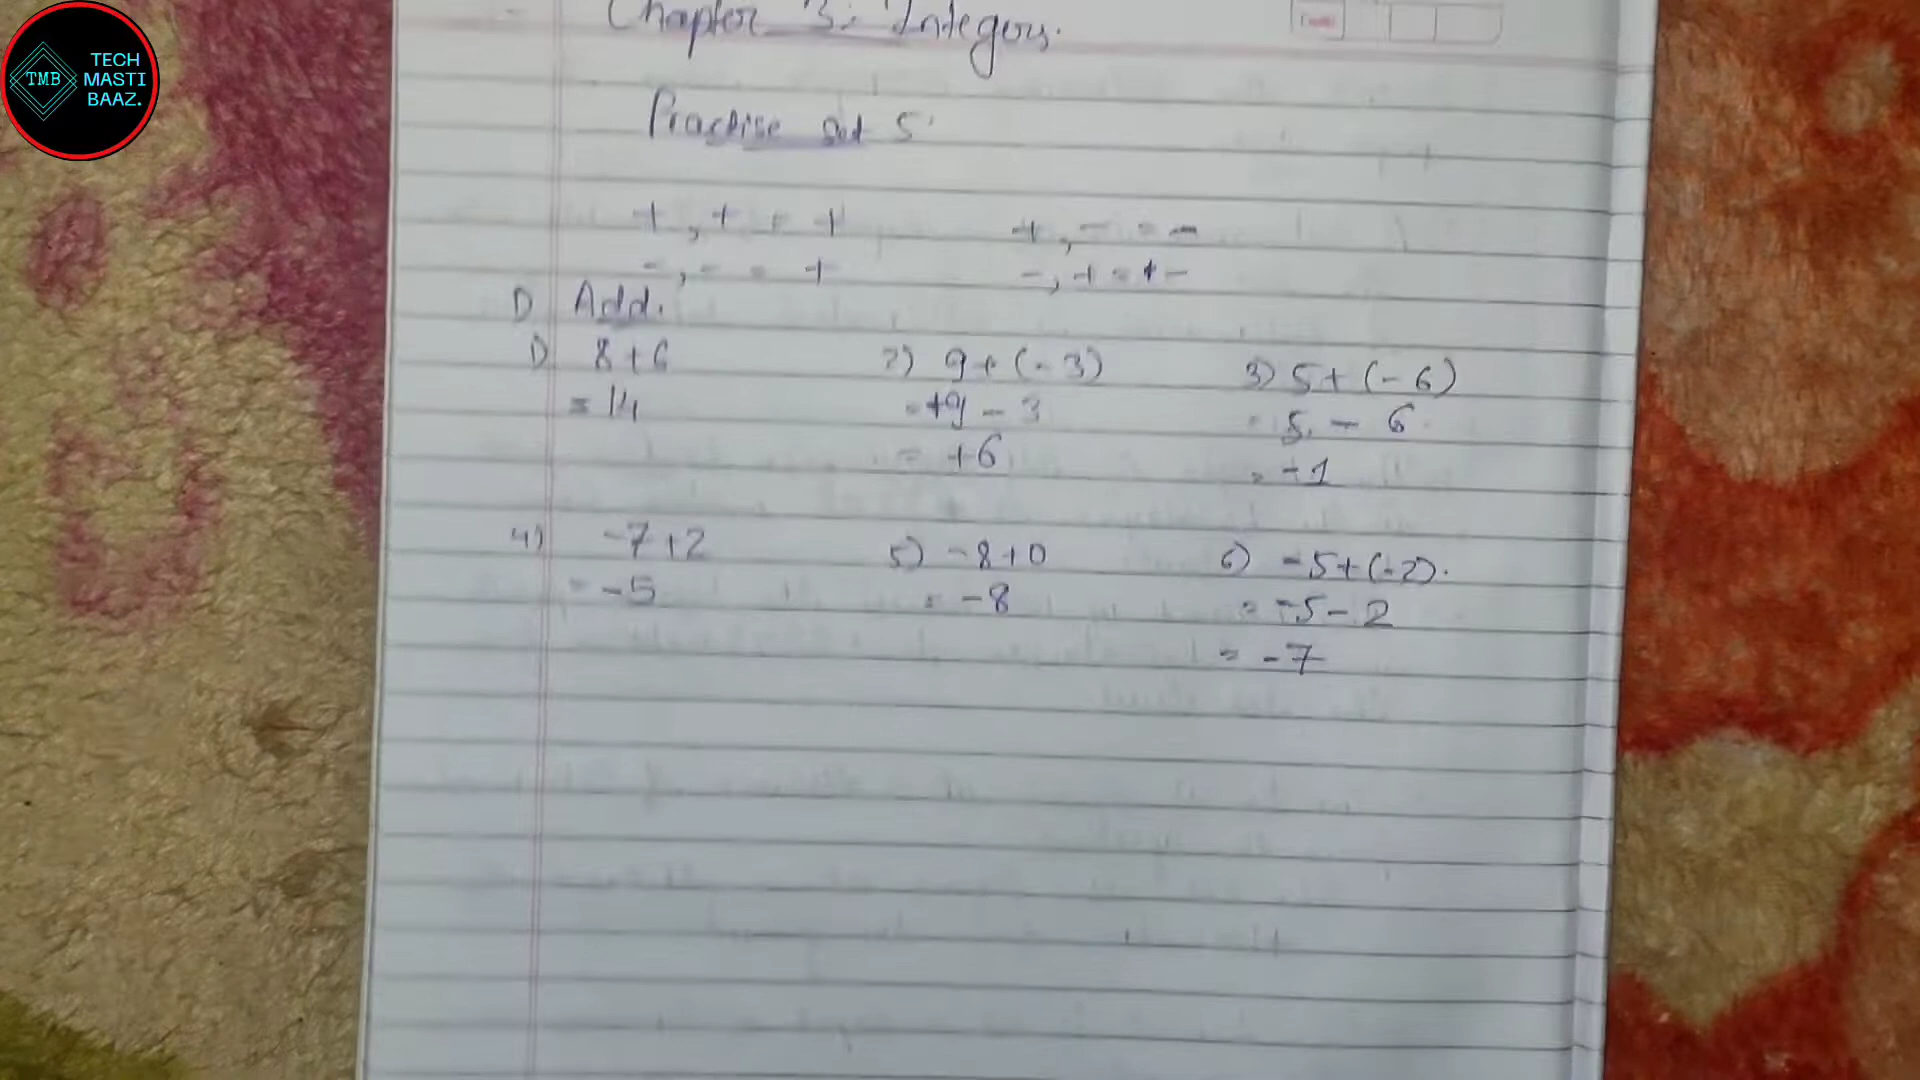 TMB
TECH
MASTI
BAAZ.
Chapter 3: Integers.
Practise set 5
+ , + = +    + , - = -
- , - = +    - , + = -
1) Add.
1) 8+6    2) 9+(-3)    3) 5+(-6)
= 14    = +9 - 3    = 5 - 6
= +6    = -1
4) -7+2    5) -8+0    6) -5+(-2).
= -5    = -8    = -5-2
= -7